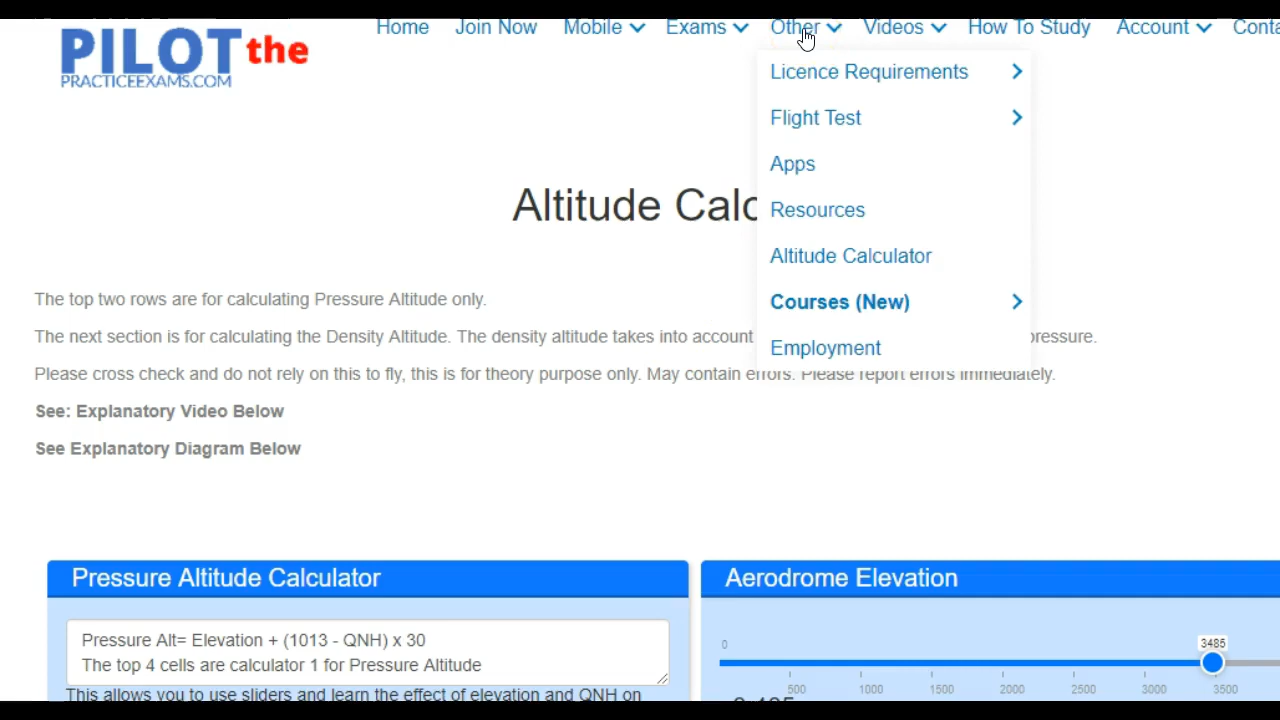 Home Join Now Mobile Exams Other Videos How To Study Account Conta
PILOT the
PRACTICEEXAMS.COM
Licence Requirements
Flight Test
Apps
Resources
Altitude Calculator
Courses (New)
Employment
Altitude Calc
The top two rows are for calculating Pressure Altitude only.
The next section is for calculating the Density Altitude. The density altitude takes into account pressure.
Please cross check and do not rely on this to fly, this is for theory purpose only. May contain errors. Please report errors immediately.
See: Explanatory Video Below
See Explanatory Diagram Below
Pressure Altitude Calculator
Pressure Alt= Elevation + (1013 - QNH) x 30
The top 4 cells are calculator 1 for Pressure Altitude
This allows you to use sliders and learn the effect of elevation and QNH on
Aerodrome Elevation
0 3485
500 1000 1500 2000 2500 3000 3500